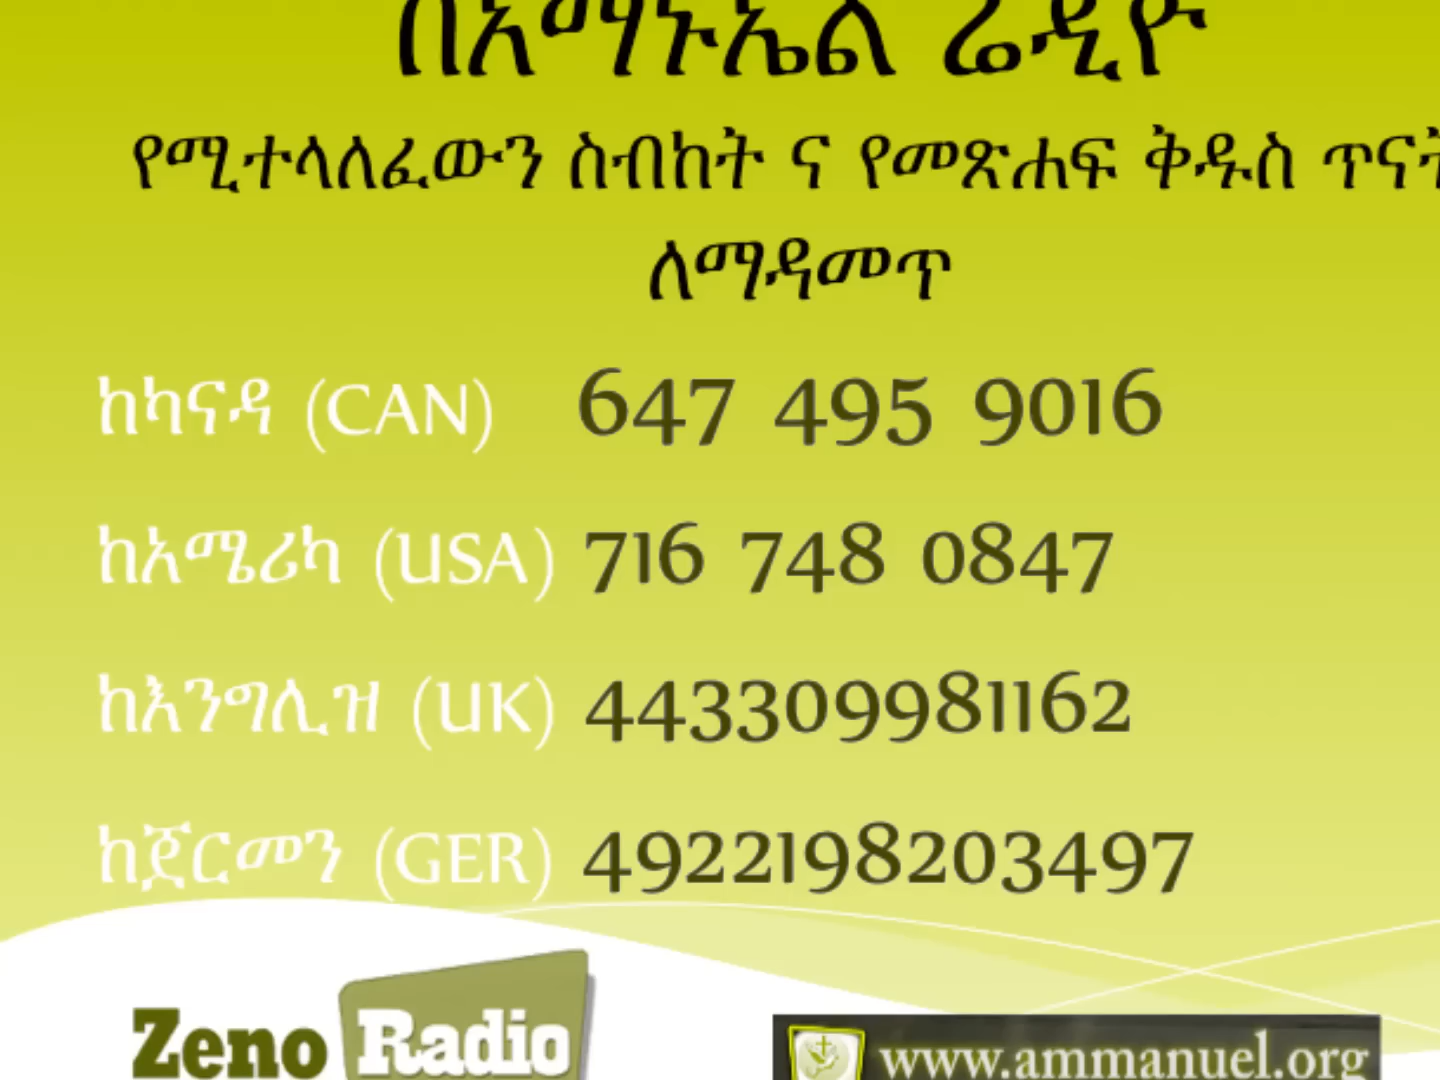 በአማኑኤል ሬዲዮ
የሚተላለፈውን ስብከት ና የመጽሐፍ ቅዱስ
ለማዳመጥ
ከካናዳ (CAN) 647 495 9016
ከአሜሪካ (USA) 716 748 0847
ከእንግሊዝ (UK) 443309981162
ከጀርመን (GER) 4922198203497
Zeno Radio
www.ammanuel.org